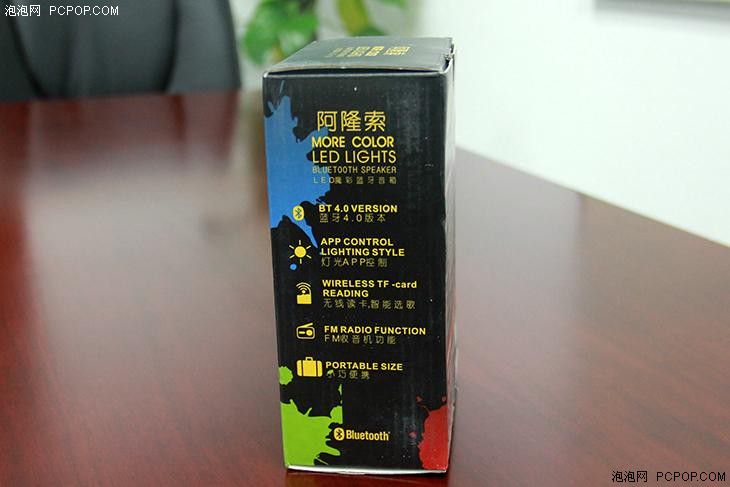 泡泡网 PCPOP.COM
阿隆索
MORE COLOR
LED LIGHTS
BLUETOOTH SPEAKER
LED魔彩蓝牙音箱
BT 4.0 VERSION
蓝牙4.0版本
APP CONTROL
LIGHTING STYLE
灯光APP控制
WIRELESS TF-card
READING
无线读卡,智能选歌
FM RADIO FUNCTION
FM收音机功能
PORTABLE SIZE
小巧便携
Bluetooth
泡泡网 PCPOP.COM